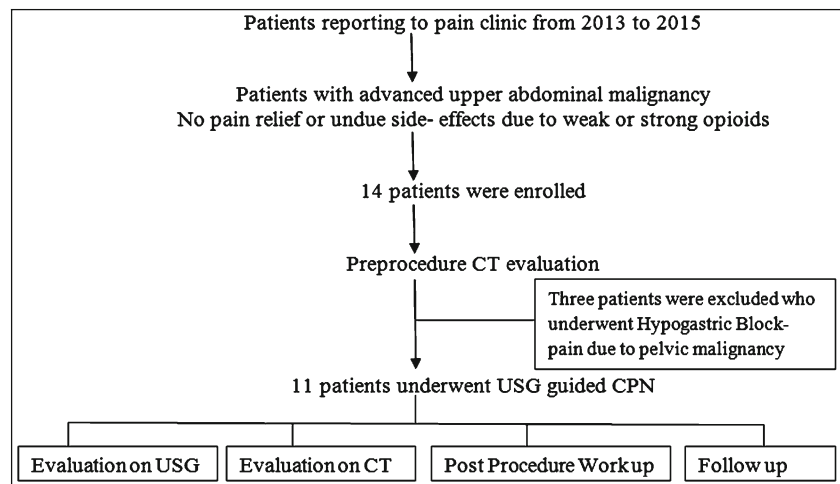 Patients reporting to pain clinic from 2013 to 2015
Patients with advanced upper abdominal malignancy
No pain relief or undue side- effects due to weak or strong opioids
14 patients were enrolled
Preprocedure CT evaluation
Three patients were excluded who
underwent Hypogastric Block-
pain due to pelvic malignancy
11 patients underwent USG guided CPN
Evaluation on USG
Evaluation on CT
Post Procedure Workup
Follow up